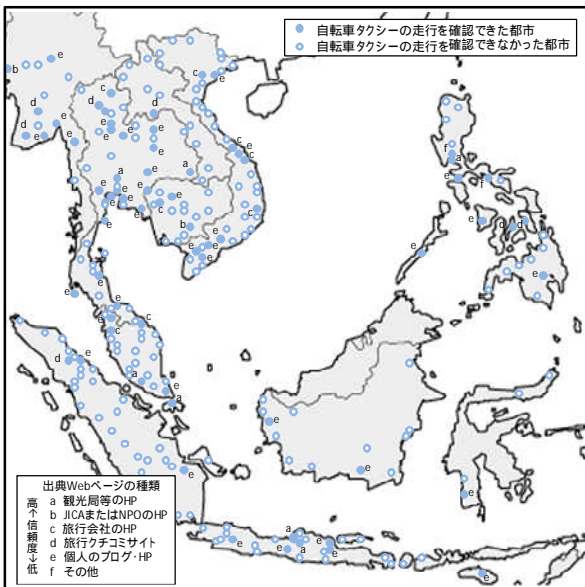 自転車タクシーの走行を確認できた都市
自転車タクシーの走行を確認できなかった都市
e
c
e
b
e
e
c
d
d
d
e
e
d
e
e
e
e
e
c
e
c
a
a
e
e
e
e
c
b
c
e
e
e
e
f
a
e
f
e
d
d
e
e
e
e
e
c
c
d
e
a
e
a
e
e
e
e
a
e
e
a
e
e
出典Webページの種類
高↑信頼度↓低
a 観光局等のHP
b JICAまたはNPOのHP
c 旅行会社のHP
d 旅行クチコミサイト
e 個人のブログ・HP
f その他